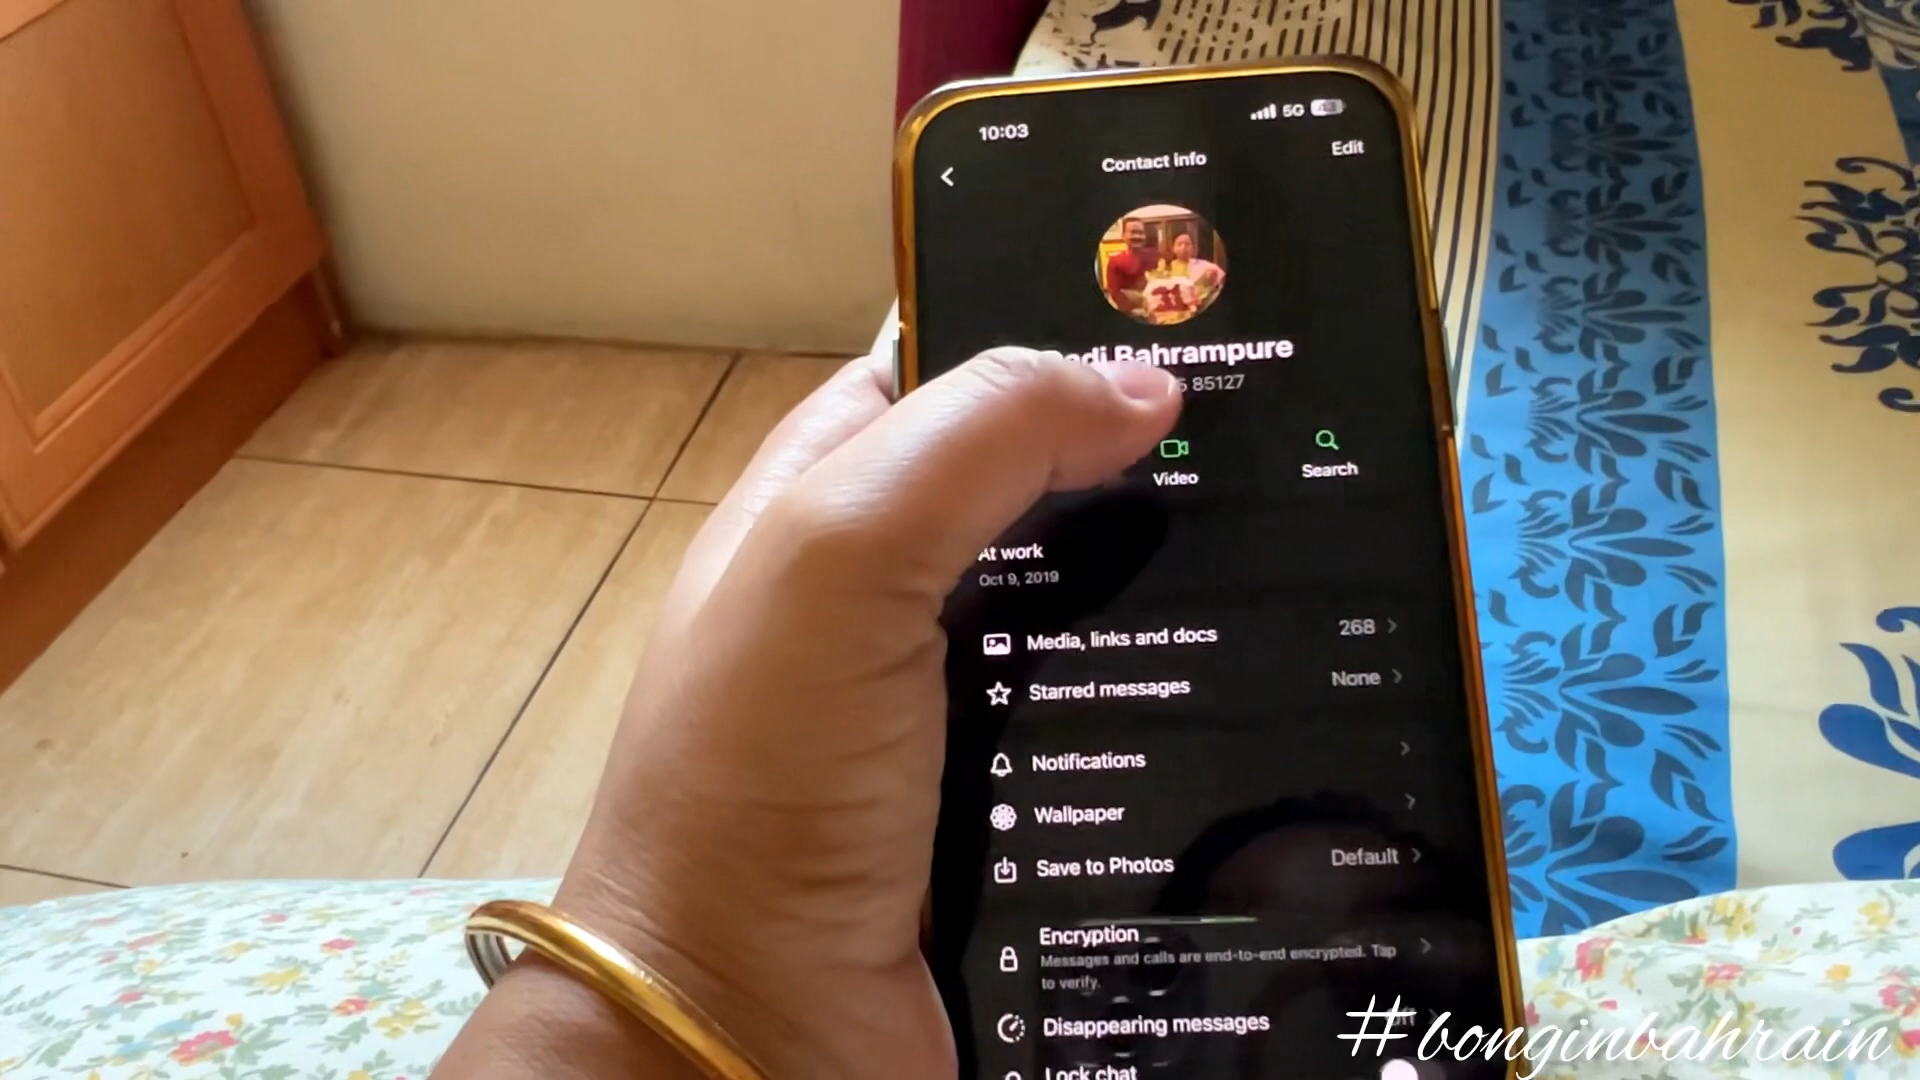 10:03 5G
Contact info
Edit
Bahrampure
85127
Video
Search
At work
Oct 9, 2019
Media, links and docs 268
Starred messages None
Notifications
Wallpaper
Save to Photos Default
Encryption
Messages and calls are end-to-end encrypted. Tap
to verify.
Disappearing messages
Lock chat
#bonginbahrain